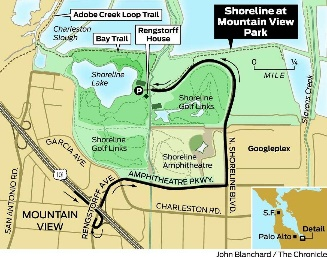 Adobe Creek Loop Trail
Charleston
Slough
Bay Trail
Rengstorff
House
Shoreline at
Mountain View
Park
Shoreline
Lake
P
0 ¼
MILE
Shoreline
Golf Links
Stevens Creek
Shoreline
Golf Links
Shoreline
Amphitheatre
N. SHORELINE BLVD.
Googleplex
GARCIA AVE.
AMPHITHEATRE PKWY.
SAN ANTONIO RD.
101
RENGSTORFF AVE.
CHARLESTON RD.
MOUNTAIN
VIEW
S.F.
Palo Alto
Detail
John Blanchard / The Chronicle